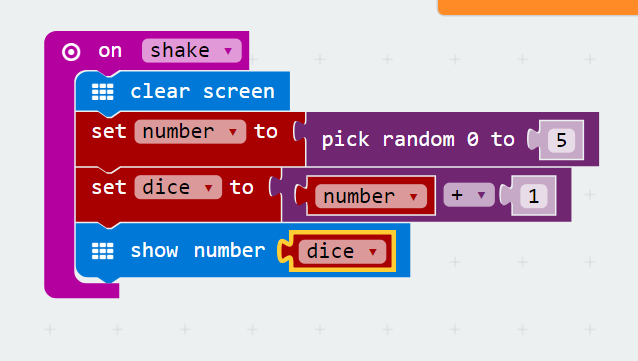 on shake
clear screen
set number to pick random 0 to 5
set dice to number + 1
show number dice